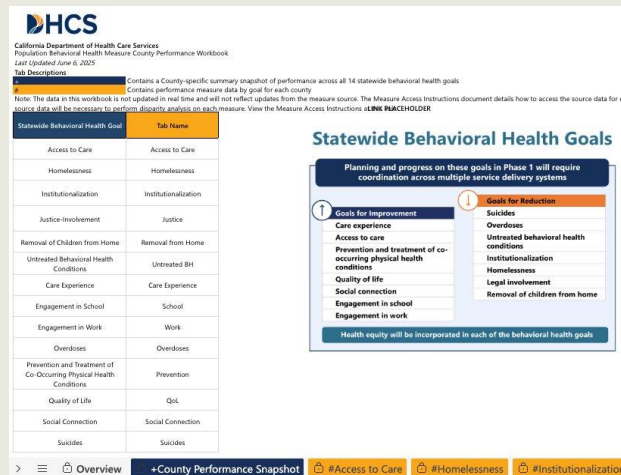 DHCS
California Department of Health Care Services
Population Behavioral Health Measure County Performance Workbook
Last Updated June 6, 2025
Tab Descriptions
+ Contains a County-specific summary snapshot of performance across all 14 statewide behavioral health goals
# Contains performance measure data by goal for each county
Note: The data in this workbook is not updated in real time and will not reflect updates from the measure source. The Measure Access Instructions document details how to access the source data for
source data will be necessary to perform disparity analysis on each measure. View the Measure Access Instructions at LINK PLACEHOLDER
Statewide Behavioral Health Goal Tab Name
Access to Care Access to Care
Homelessness Homelessness
Institutionalization Institutionalization
Justice-Involvement Justice
Removal of Children from Home Removal from Home
Untreated Behavioral Health
Conditions
Untreated BH
Care Experience Care Experience
Engagement in School School
Engagement in Work Work
Overdoses Overdoses
Prevention and Treatment of
Co-Occurring Physical Health
Conditions
Prevention
Quality of Life QoL
Social Connection Social Connection
Suicides Suicides
Statewide Behavioral Health Goals
Planning and progress on these goals in Phase 1 will require
coordination across multiple service delivery systems
Goals for Improvement
Care experience
Access to care
Prevention and treatment of co-
occurring physical health
conditions
Quality of life
Social connection
Engagement in school
Engagement in work
Goals for Reduction
Suicides
Overdoses
Untreated behavioral health
conditions
Institutionalization
Homelessness
Legal involvement
Removal of children from home
Health equity will be incorporated in each of the behavioral health goals
Overview +County Performance Snapshot #Access to Care #Homelessness #Institutionalization